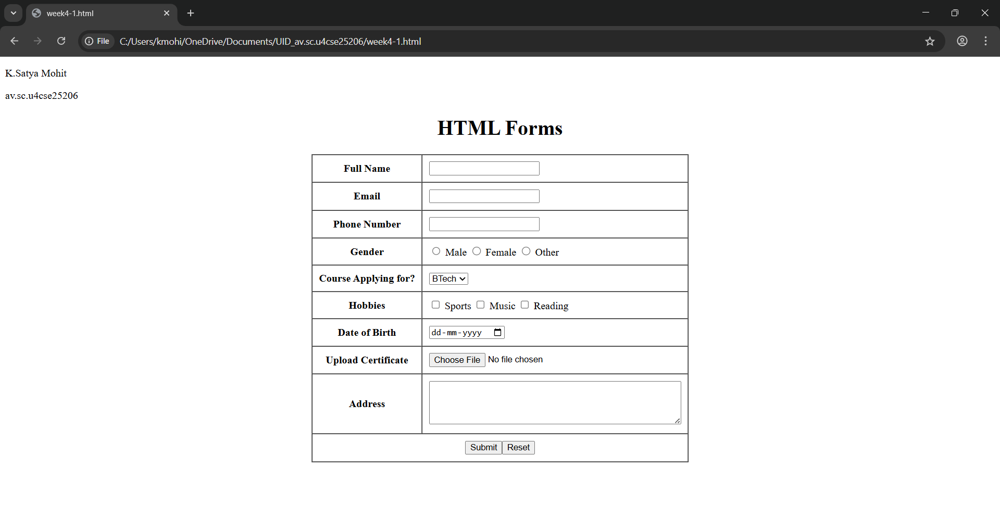 week4-1.html
File C:/Users/kmohi/OneDrive/Documents/UID_av.sc.u4cse25206/week4-1.html
K.Satya Mohit
av.sc.u4cse25206
HTML Forms
Full Name
Email
Phone Number
Gender Male Female Other
Course Applying for? BTech
Hobbies Sports Music Reading
Date of Birth dd-mm-yyyy
Upload Certificate Choose File No file chosen
Address
Submit Reset